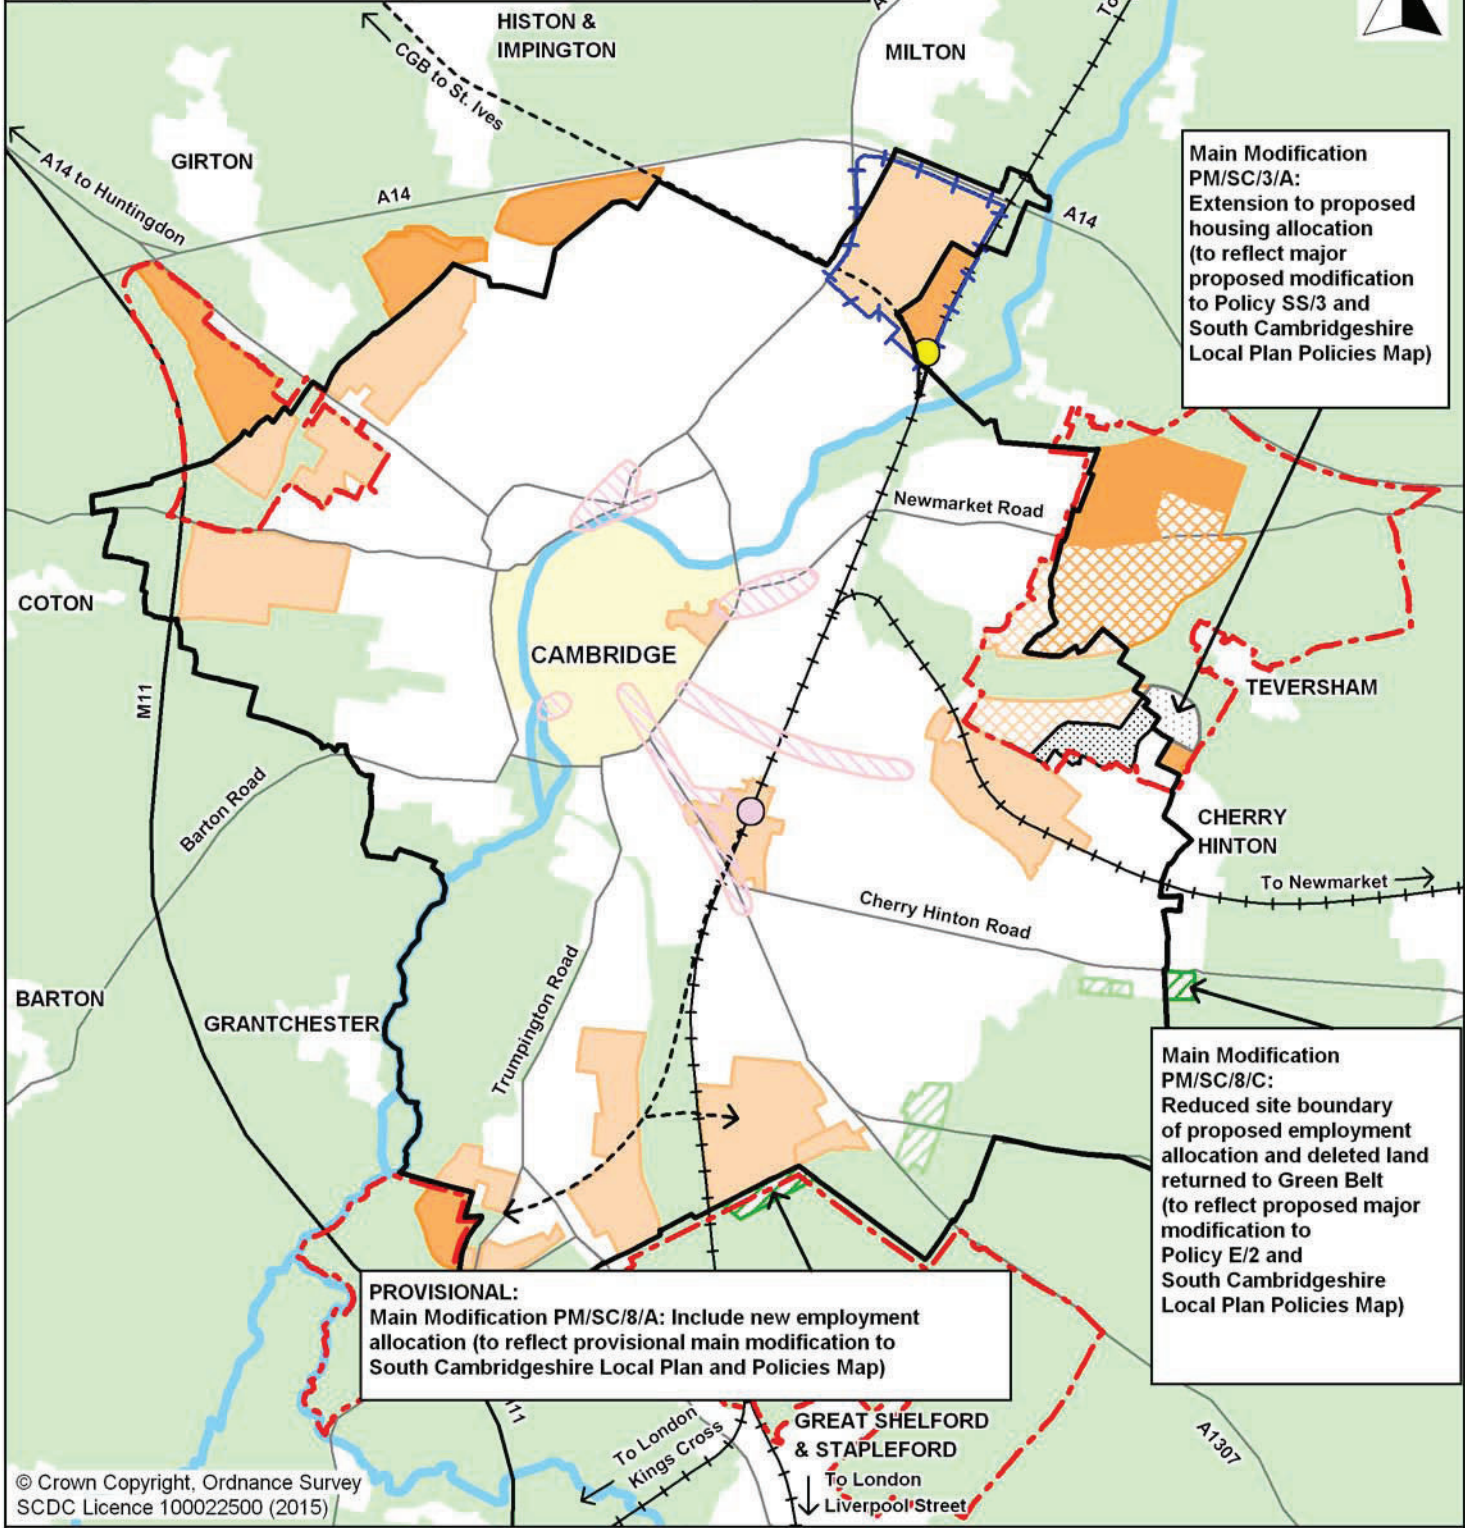 HISTON &
IMPINGTON
MILTON
CGB to St. Ives
GIRTON
A14 to Huntingdon
A14
A14
Main Modification
PM/SC/3/A:
Extension to proposed
housing allocation
(to reflect major
proposed modification
to Policy SS/3 and
South Cambridgeshire
Local Plan Policies Map)
Newmarket Road
COTON
CAMBRIDGE
M11
TEVERSHAM
Barton Road
CHERRY
HINTON
To Newmarket
Cherry Hinton Road
BARTON
GRANTCHESTER
Trumpington Road
Main Modification
PM/SC/8/C:
Reduced site boundary
of proposed employment
allocation and deleted land
returned to Green Belt
(to reflect proposed major
modification to
Policy E/2 and
South Cambridgeshire
Local Plan Policies Map)
PROVISIONAL:
Main Modification PM/SC/8/A: Include new employment
allocation (to reflect provisional main modification to
South Cambridgeshire Local Plan and Policies Map)
GREAT SHELFORD
& STAPLEFORD
To London
Kings Cross
To London
Liverpool Street
A1307
© Crown Copyright, Ordnance Survey
SCDC Licence 100022500 (2015)